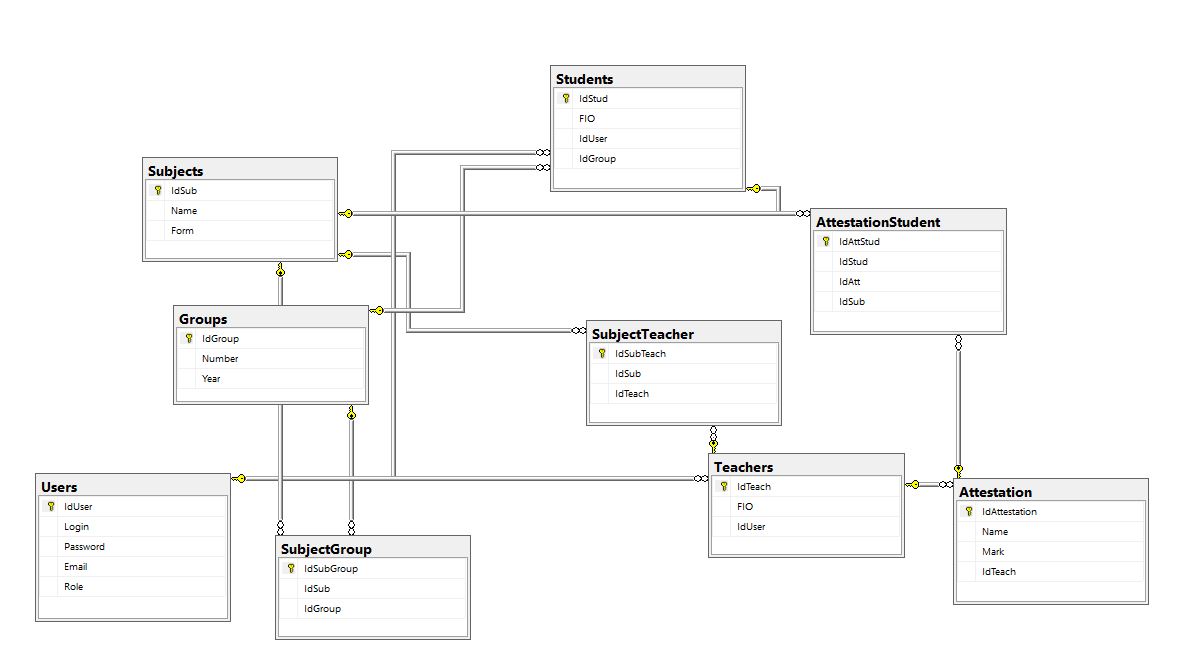 Students
IdStud
FIO
IdUser
IdGroup
Subjects
IdSub
Name
Form
AttestationStudent
IdAttStud
IdStud
IdAtt
IdSub
Groups
IdGroup
Number
Year
SubjectTeacher
IdSubTeach
IdSub
IdTeach
Teachers
IdTeach
FIO
IdUser
Users
IdUser
Login
Password
Email
Role
Attestation
IdAttestation
Name
Mark
IdTeach
SubjectGroup
IdSubGroup
IdSub
IdGroup